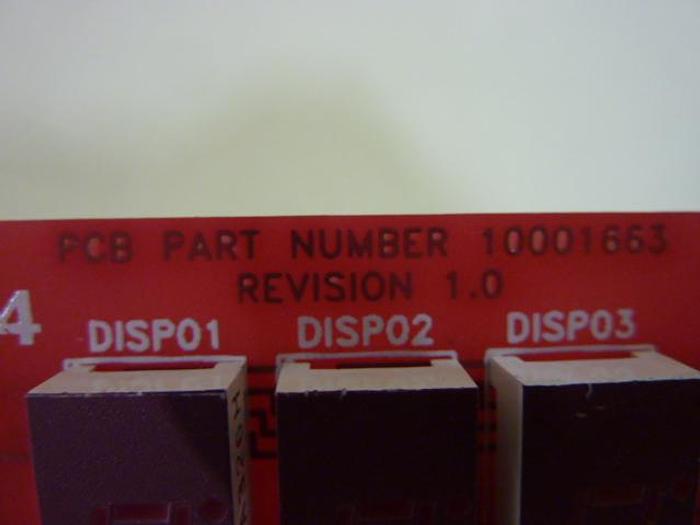 PCB PART NUMBER 10001663
REVISION 1.0
4
DISP01 DISP02 DISP03